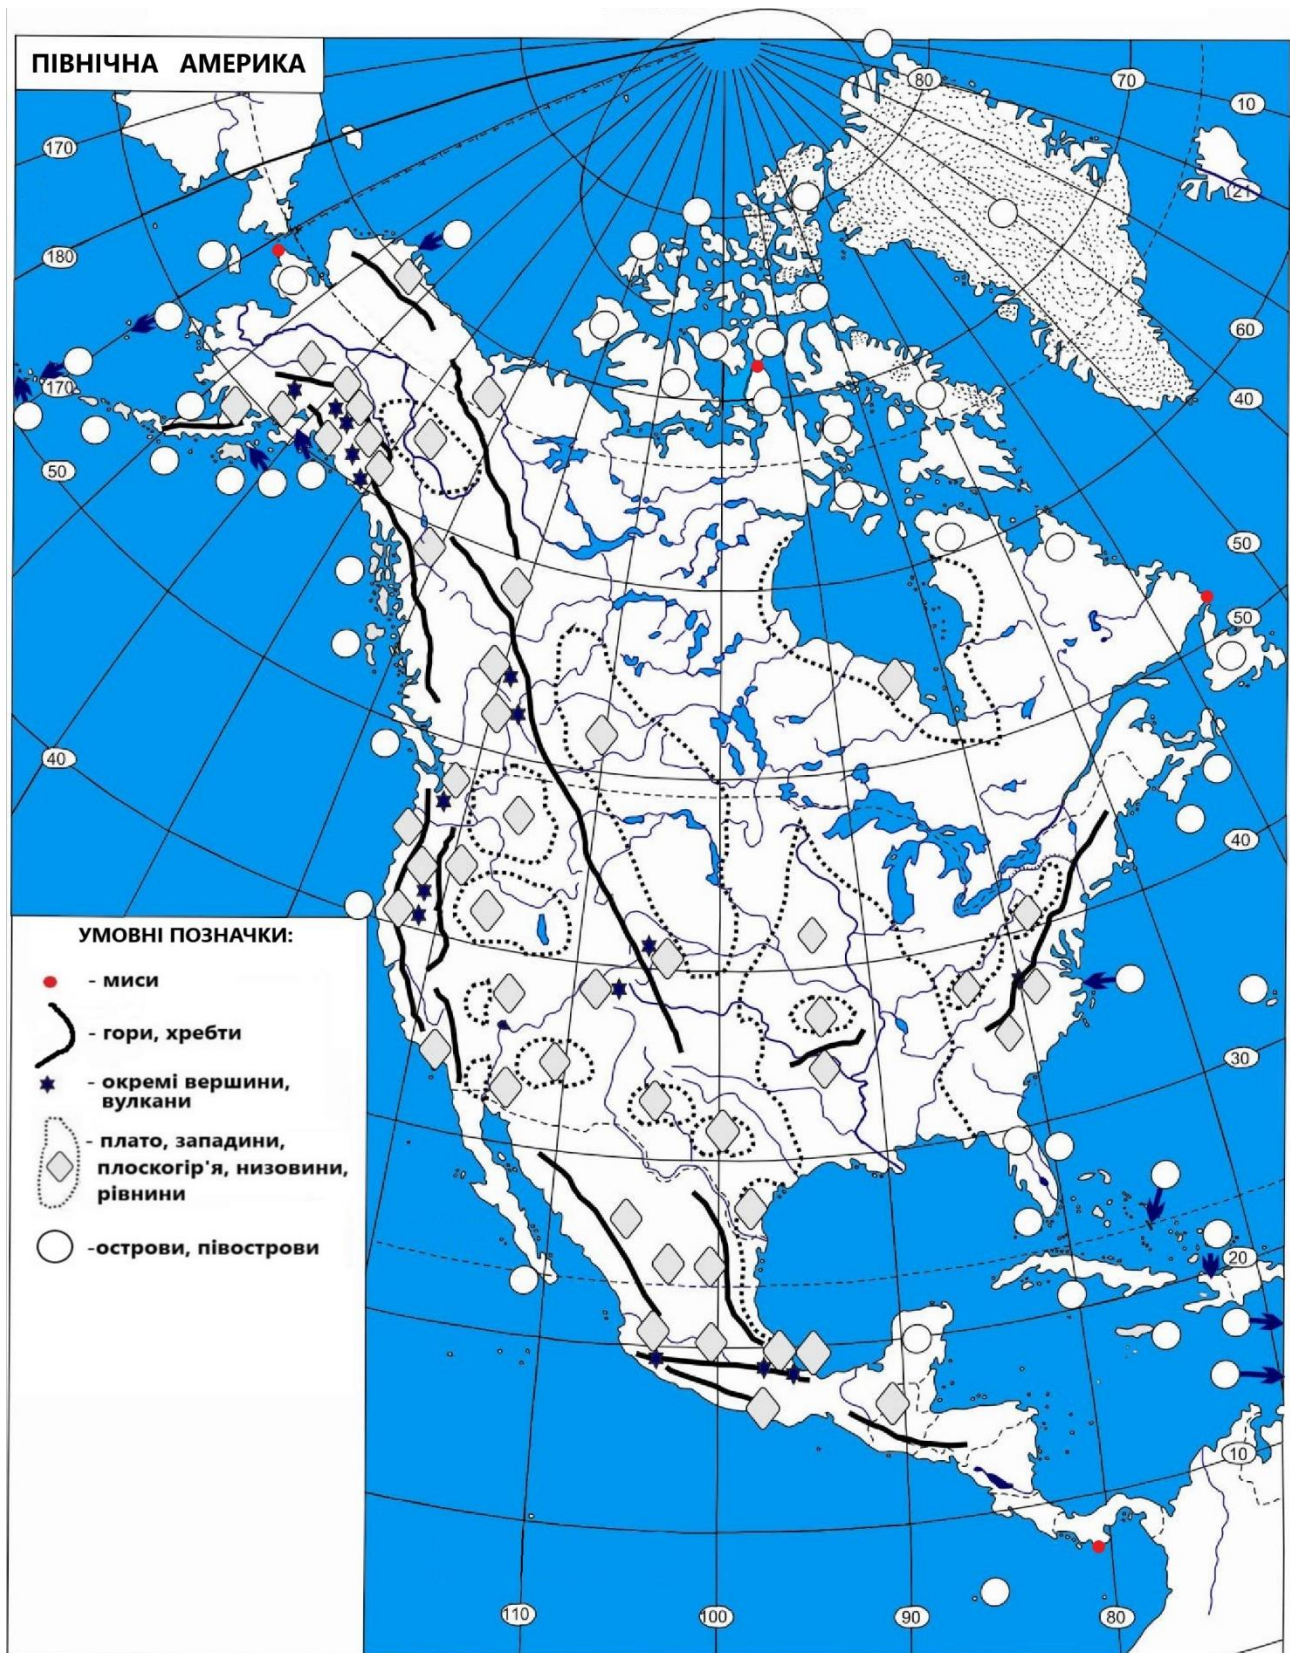 ПІВНІЧНА АМЕРИКА
80
70
10
170
21
180
60
170
40
50
50
50
40
40
30
УМОВНІ ПОЗНАЧКИ:
- миси
- гори, хребти
- окремі вершини,
вулкани
- плато, западини,
плоскогір'я, низовини,
рівнини
-острови, півострови
20
10
110
100
90
80